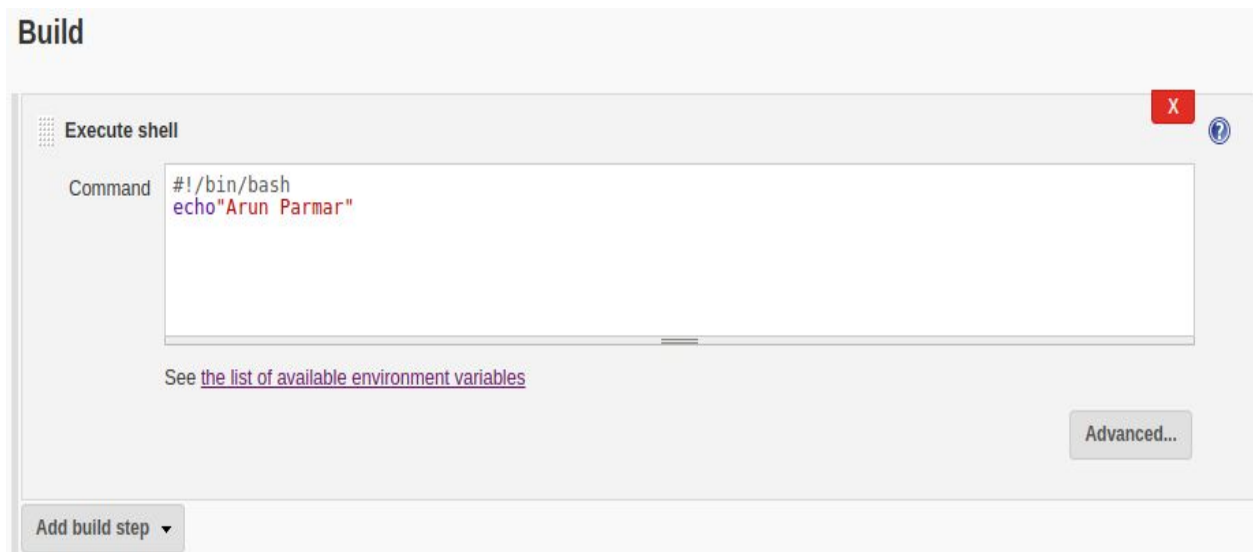 Build
X
Execute shell
Command
#!/bin/bash
echo"Arun Parmar"
See the list of available environment variables
Advanced...
Add build step